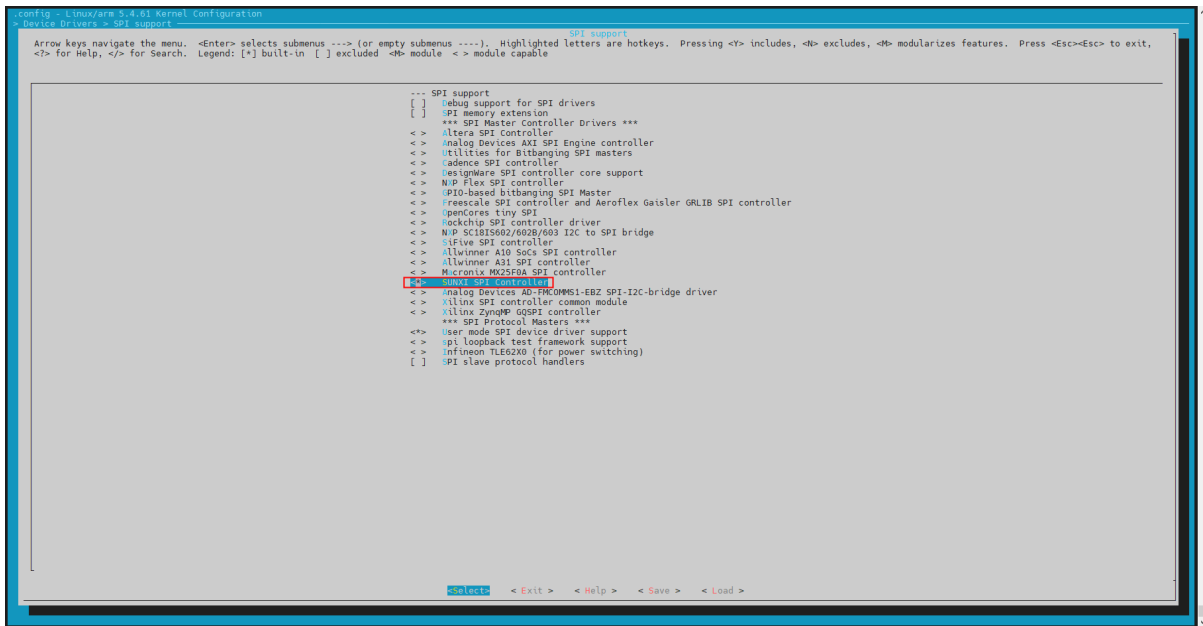 .config - Linux/arm 5.4.61 Kernel Configuration
> Device Drivers > SPI support
SPI support
Arrow keys navigate the menu. <Enter> selects submenus ---> (or empty submenus ----). Highlighted letters are hotkeys. Pressing <Y> includes, <N> excludes, <M> modularizes features. Press <Esc><Esc> to exit,
<?> for Help, </> for Search. Legend: [*] built-in [ ] excluded <M> module < > module capable
--- SPI support
[ ] Debug support for SPI drivers
[ ] SPI memory extension
*** SPI Master Controller Drivers ***
< > Altera SPI Controller
< > Analog Devices AXI SPI Engine controller
< > Utilities for Bitbanging SPI masters
< > Cadence SPI controller
< > DesignWare SPI controller core support
< > NXP Flex SPI controller
< > GPIO-based bitbanging SPI Master
< > Freescale SPI controller and Aeroflex Gaisler GRLIB SPI controller
< > OpenCores tiny SPI
< > Rockchip SPI controller driver
< > NXP SC18IS602/602B/603 I2C to SPI bridge
< > SiFive SPI controller
< > Allwinner A10 SoCs SPI controller
< > Allwinner A31 SPI controller
< > Macronix MX25F0A SPI controller
<*> SUNXI SPI Controller
< > Analog Devices AD-FMCOMMS1-EBZ SPI-I2C-bridge driver
< > Xilinx SPI controller common module
< > Xilinx ZynqMP GQSPI controller
*** SPI Protocol Masters ***
<*> User mode SPI device driver support
< > spi loopback test framework support
< > Infineon TLE62X0 (for power switching)
[ ] SPI slave protocol handlers
<Select> < Exit > < Help > < Save > < Load >